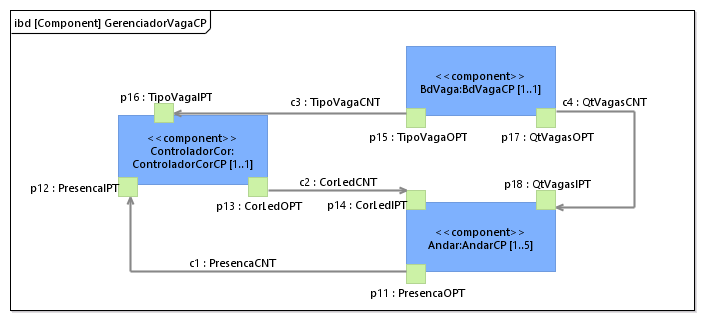 ibd [Component] GerenciadorVagaCP
p16 : TipoVagaIPT
c3 : TipoVagaCNT
<<component>>
BdVaga:BdVagaCP [1..1]
c4 : QtVagasCNT
p15 : TipoVagaOPT
p17 : QtVagasOPT
<<component>>
ControladorCor:
ControladorCorCP [1..1]
p12 : PresencaIPT
c2 : CorLedCNT
p18 : QtVagasIPT
p13 : CorLedOPT
p14 : CorLedIPT
<<component>>
Andar:AndarCP [1..5]
c1 : PresencaCNT
p11 : PresencaOPT